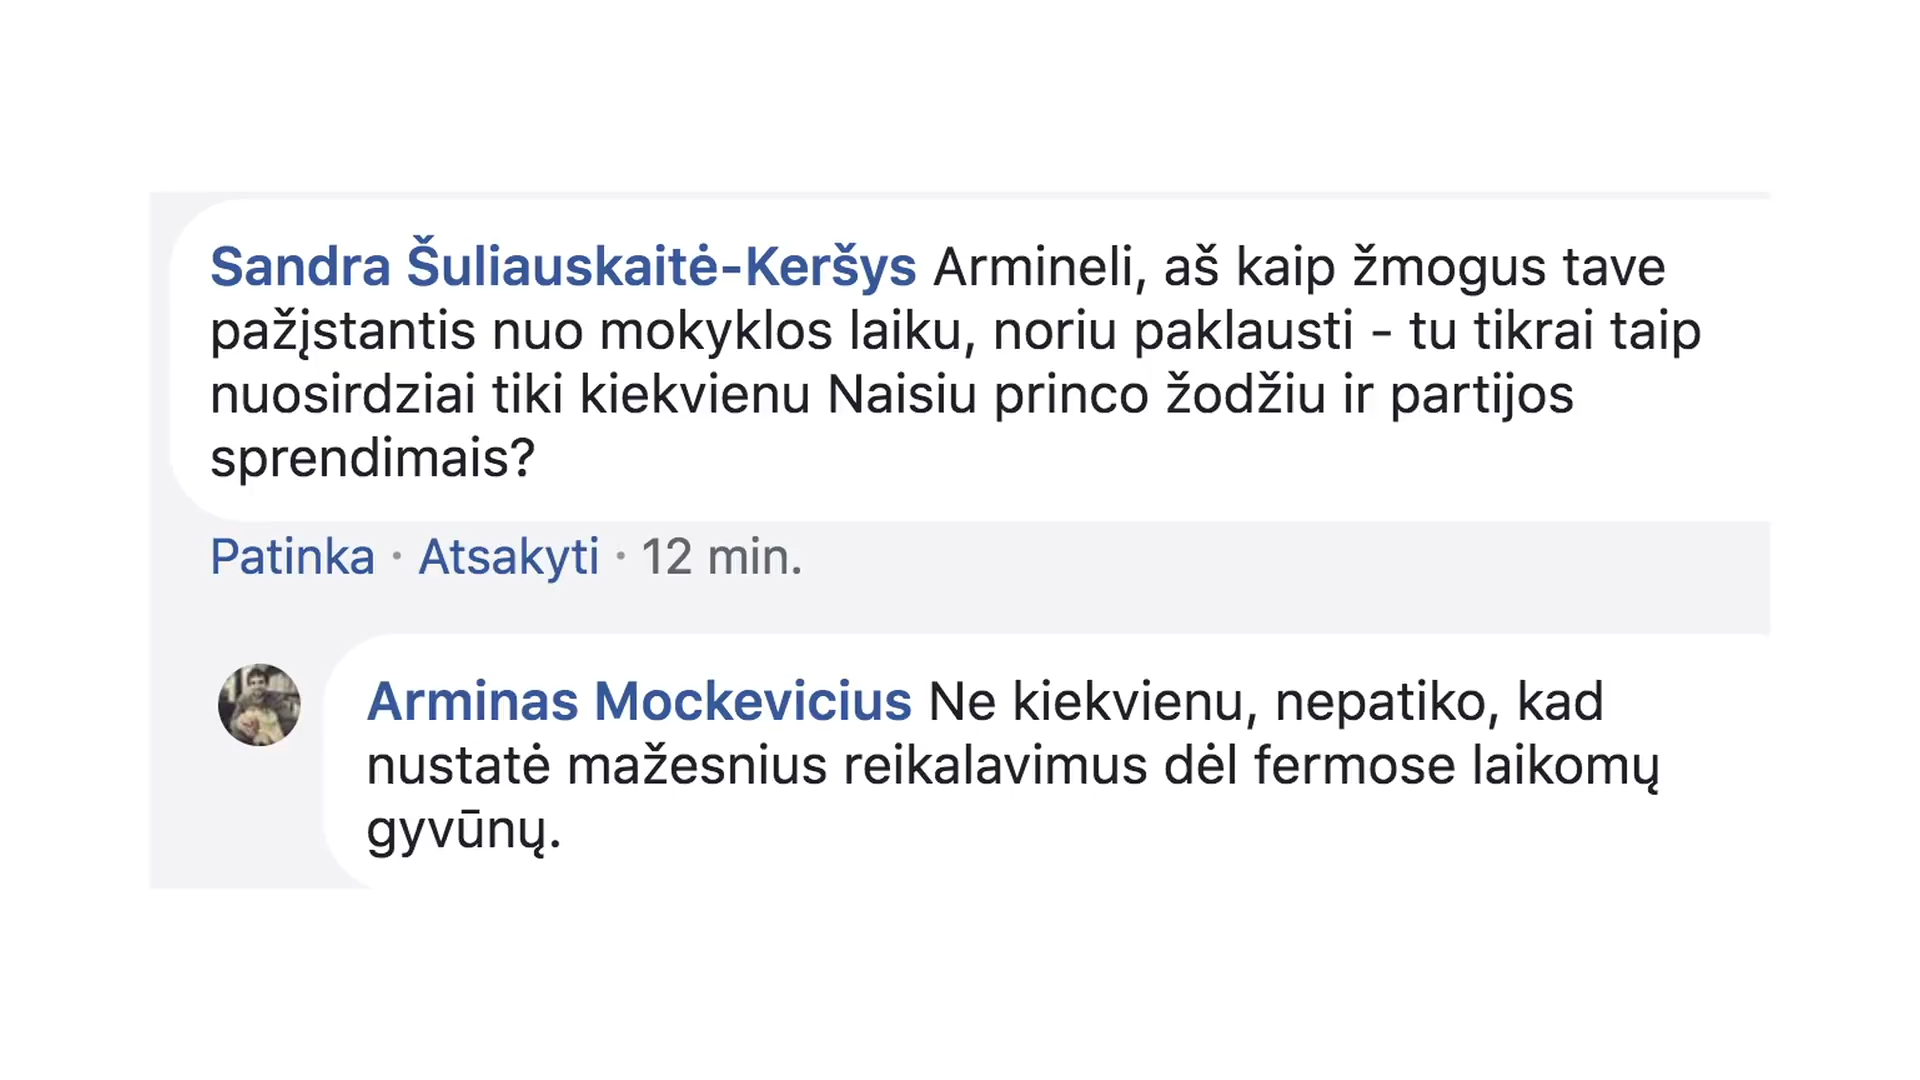 Sandra Šuliauskaitė-Keršys Armineli, aš kaip žmogus tave
pažįstantis nuo mokyklos laiku, noriu paklausti - tu tikrai taip
nuosirdziai tiki kiekvienu Naisiu princo žodžiu ir partijos
sprendimais?
Patinka · Atsakyti · 12 min.
Arminas Mockevicius Ne kiekvienu, nepatiko, kad
nustatė mažesnius reikalavimus dėl fermose laikomų
gyvūnų.